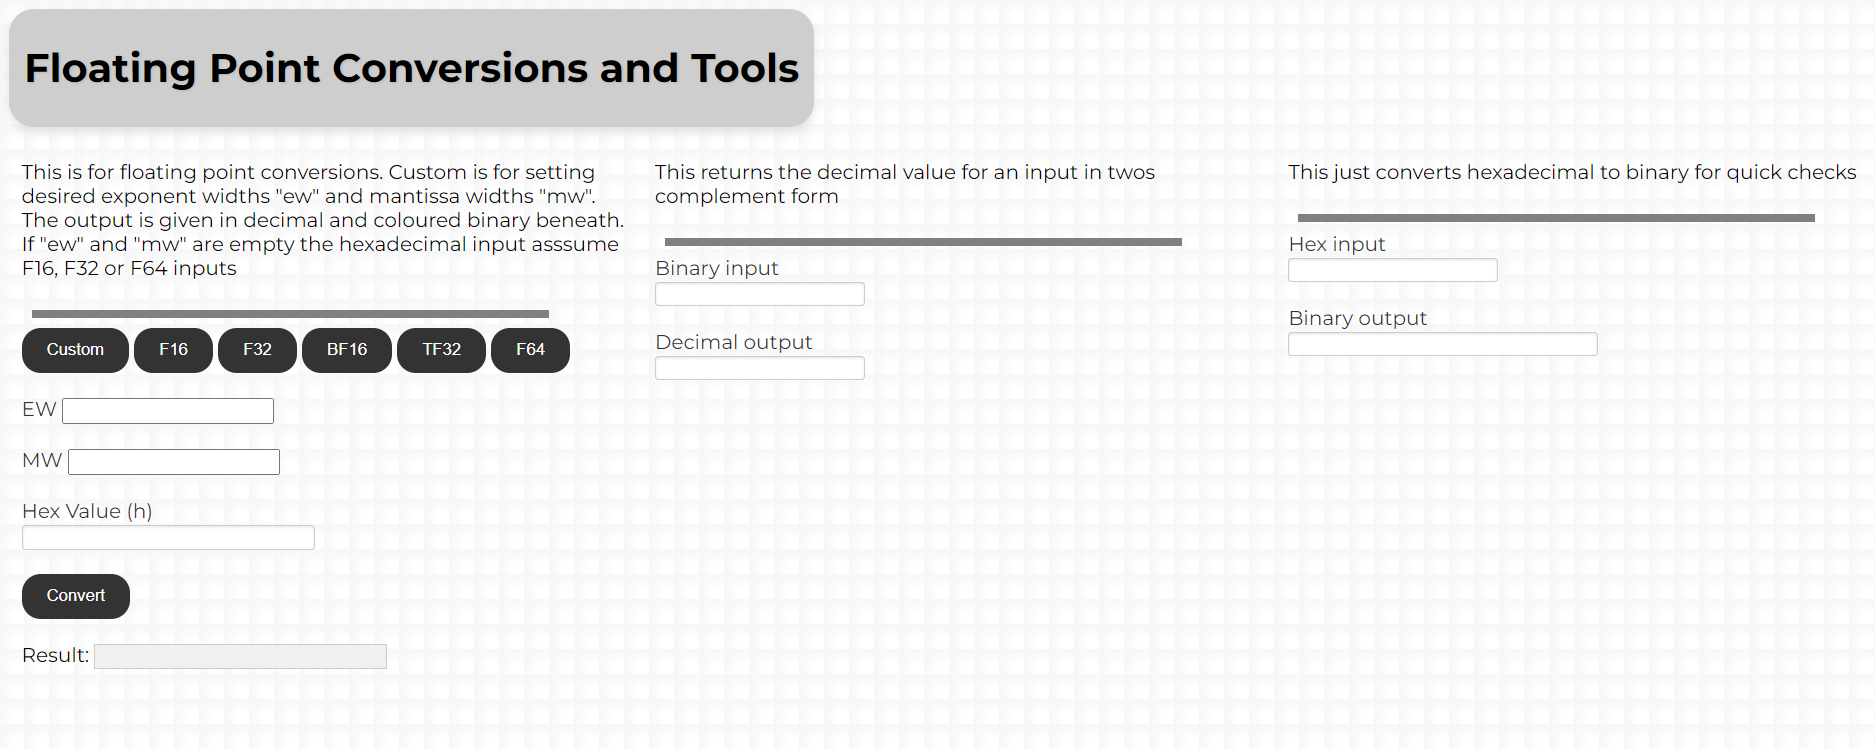 Floating Point Conversions and Tools
This is for floating point conversions. Custom is for setting
desired exponent widths "ew" and mantissa widths "mw".
The output is given in decimal and coloured binary beneath.
If "ew" and "mw" are empty the hexadecimal input asssume
F16, F32 or F64 inputs
Custom F16 F32 BF16 TF32 F64
EW
MW
Hex Value (h)
Convert
Result:
This returns the decimal value for an input in twos
complement form
Binary input
Decimal output
This just converts hexadecimal to binary for quick checks
Hex input
Binary output